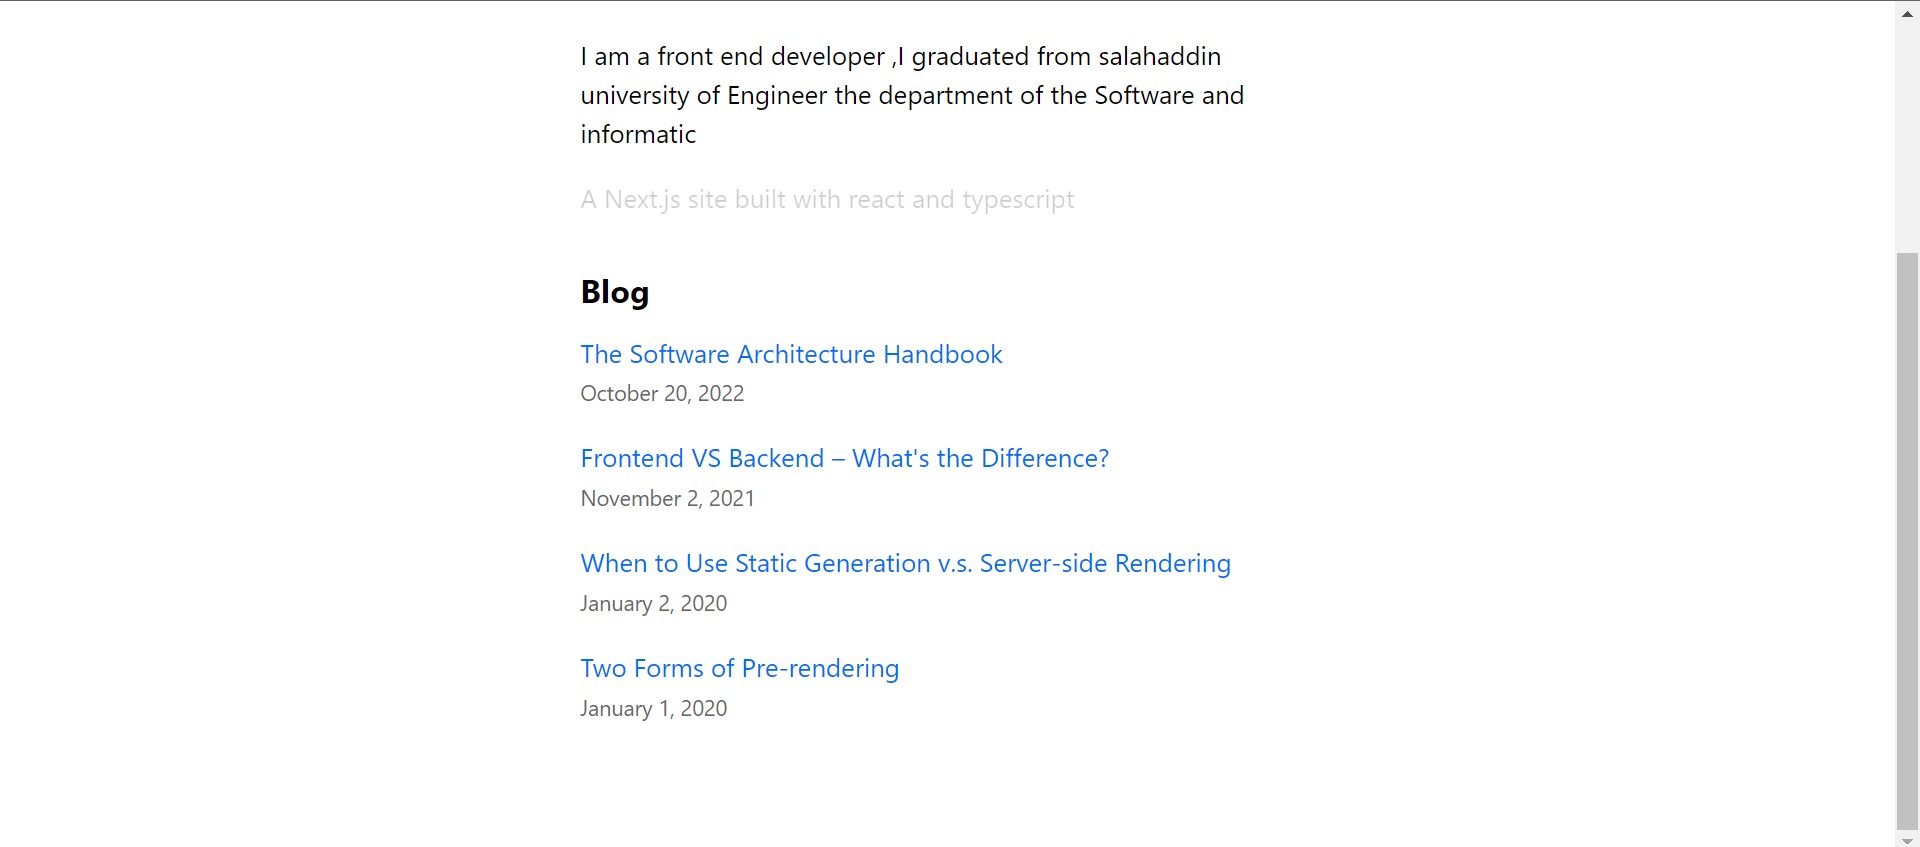 I am a front end developer ,I graduated from salahaddin
university of Engineer the department of the Software and
informatic
A Next.js site built with react and typescript
Blog
The Software Architecture Handbook
October 20, 2022
Frontend VS Backend – What's the Difference?
November 2, 2021
When to Use Static Generation v.s. Server-side Rendering
January 2, 2020
Two Forms of Pre-rendering
January 1, 2020